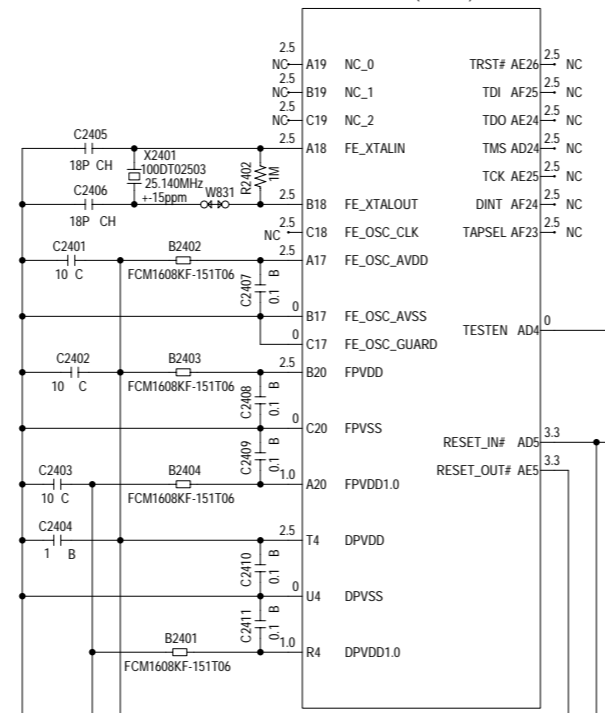 2.5
NC A19 NC_0
2.5
NC B19 NC_1
2.5
NC C19 NC_2
C2405
18P CH
X2401
100DT02503
25.140MHz
+-15ppm
R2402
1M
2.5
A18 FE_XTALIN
C2406
18P CH
W831
2.5
B18 FE_XTALOUT
2.5
NC C18 FE_OSC_CLK
C2401
10 C
B2402
FCM1608KF-151T06
2.5
A17 FE_OSC_AVDD
C2407
0.1 B
0
B17 FE_OSC_AVSS
0
C17 FE_OSC_GUARD
C2402
10 C
B2403
FCM1608KF-151T06
2.5
B20 FPVDD
C2408
0.1 B
0
C20 FPVSS
C2409
0.1 B
C2403
10 C
B2404
FCM1608KF-151T06
1.0
A20 FPVDD1.0
C2404
1 B
2.5
T4 DPVDD
C2410
0.1 B
0
U4 DPVSS
C2411
0.1 B
B2401
FCM1608KF-151T06
1.0
R4 DPVDD1.0
TRST# AE26 2.5 NC
TDI AF25 2.5 NC
TDO AE24 2.5 NC
TMS AD24 2.5 NC
TCK AE25 2.5 NC
DINT AF24 2.5 NC
TAPSEL AF23 2.5 NC
TESTEN AD4 0
RESET_IN# AD5 3.3
RESET_OUT# AE5 3.3